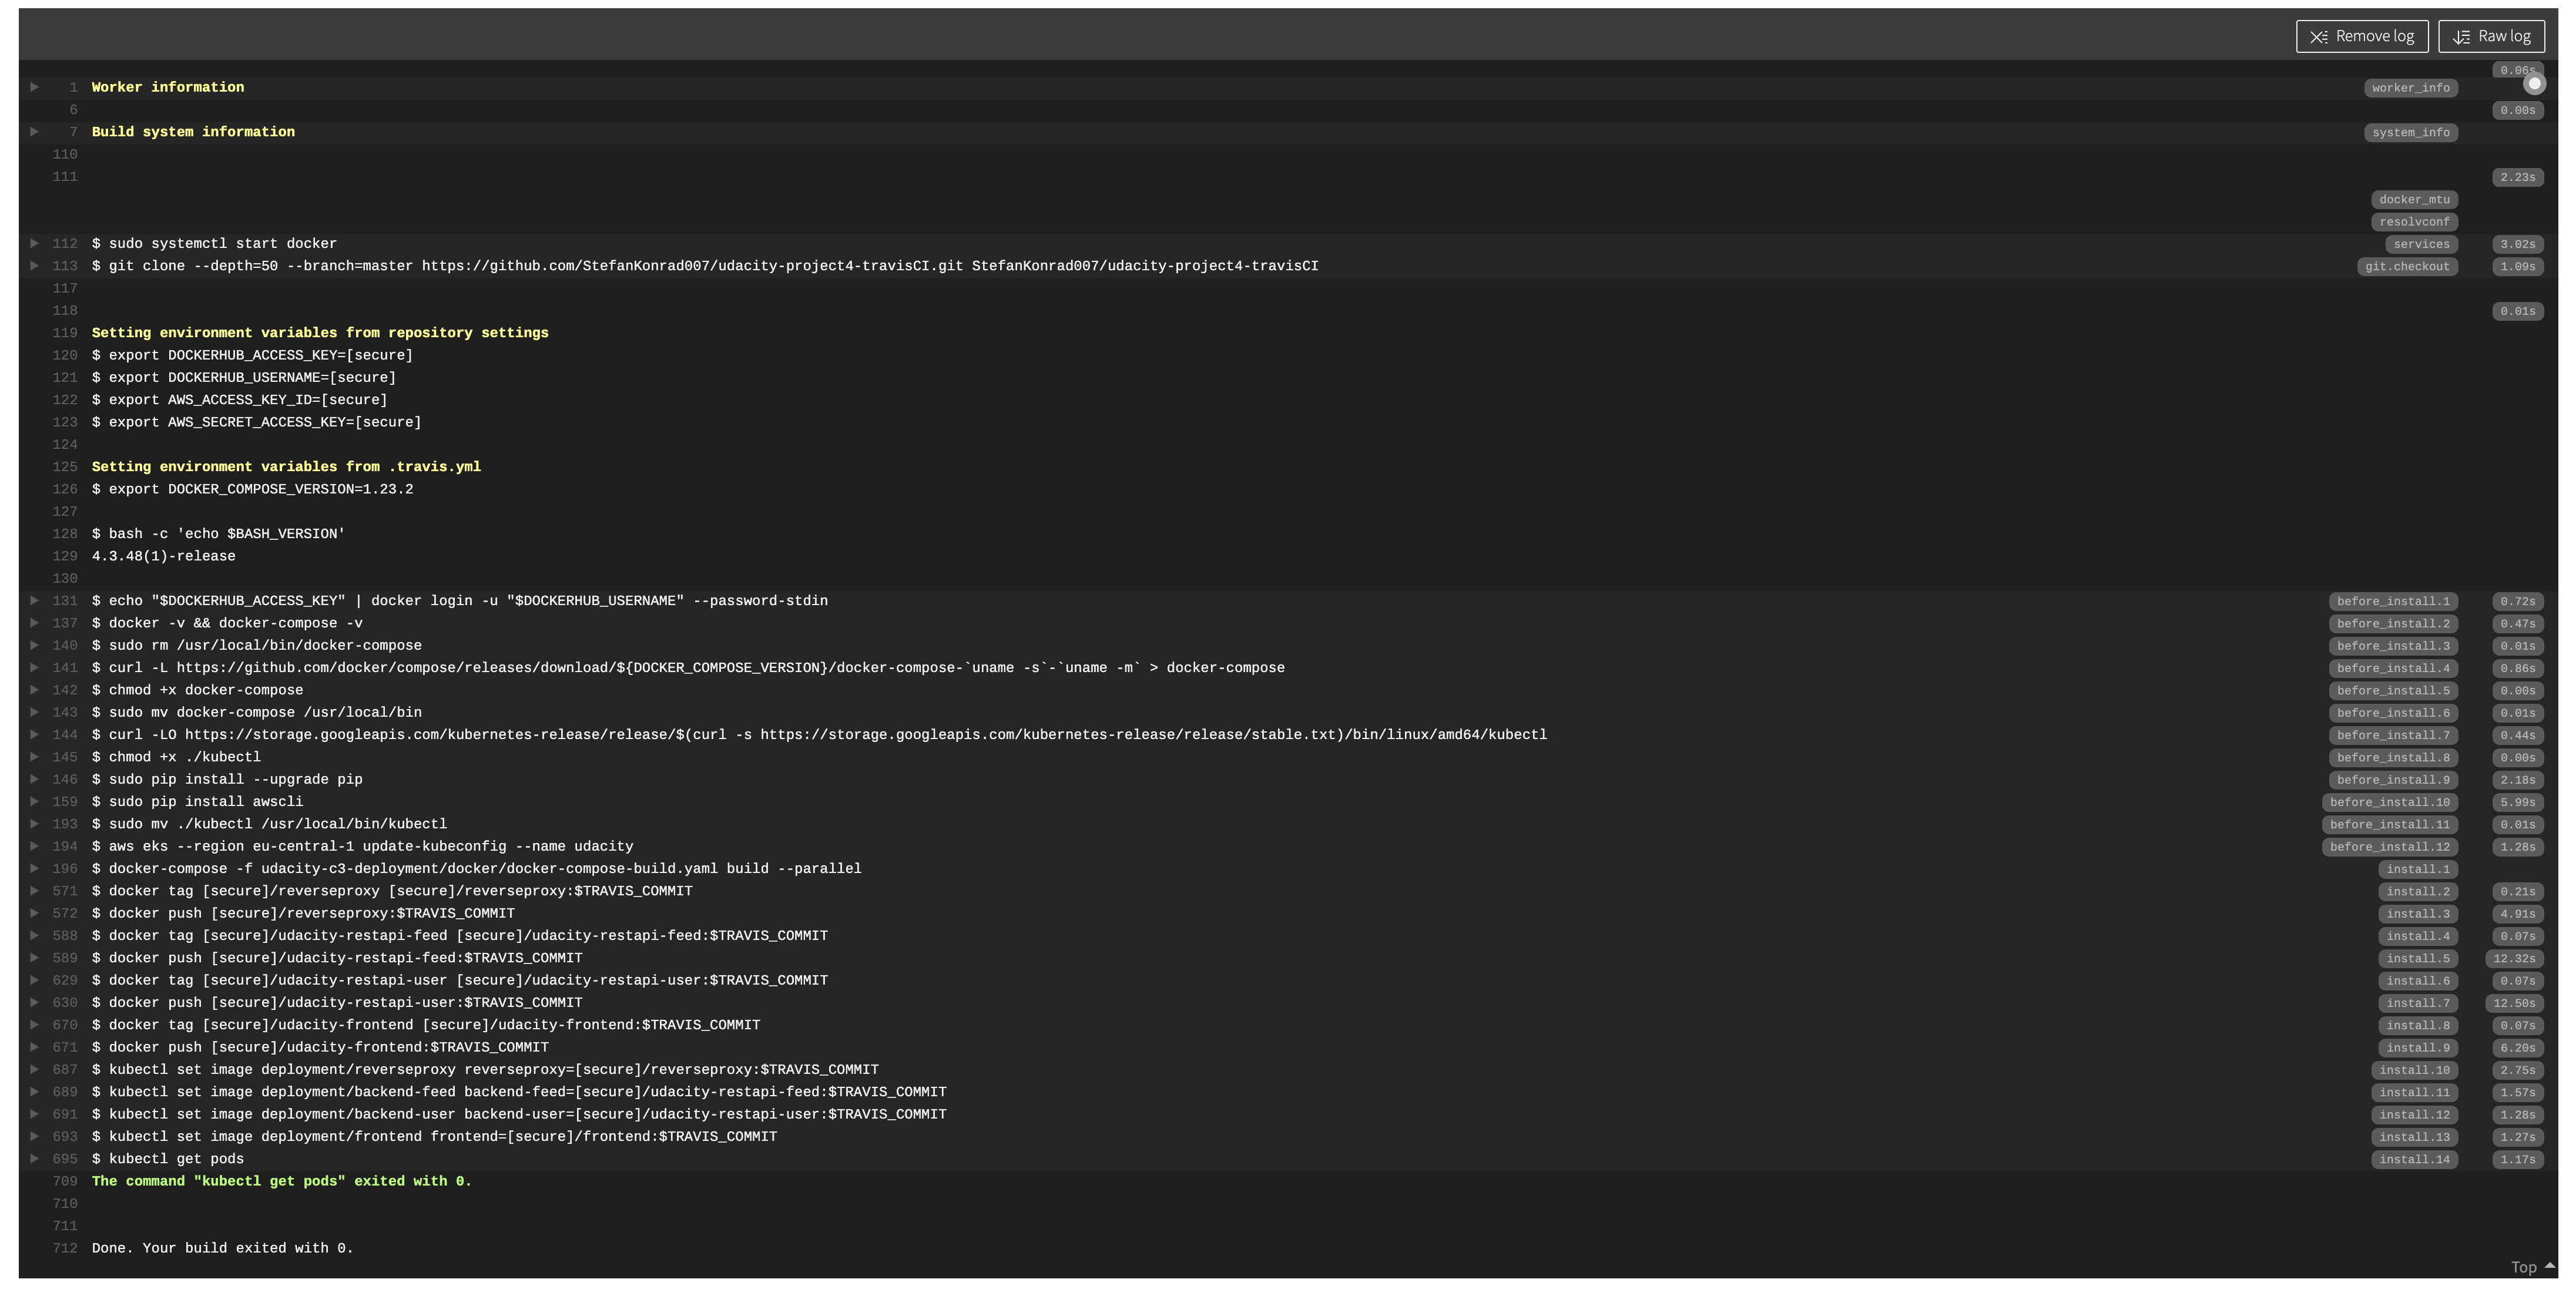 Remove log Raw log
0.06s
1 Worker information worker_info
6 0.00s
7 Build system information system_info
110
111 2.23s
docker_mtu
resolvconf
112 $ sudo systemctl start docker services 3.02s
113 $ git clone --depth=50 --branch=master https://github.com/StefanKonrad007/udacity-project4-travisCI.git StefanKonrad007/udacity-project4-travisCI git.checkout 1.09s
117
118 0.01s
119 Setting environment variables from repository settings
120 $ export DOCKERHUB_ACCESS_KEY=[secure]
121 $ export DOCKERHUB_USERNAME=[secure]
122 $ export AWS_ACCESS_KEY_ID=[secure]
123 $ export AWS_SECRET_ACCESS_KEY=[secure]
124
125 Setting environment variables from .travis.yml
126 $ export DOCKER_COMPOSE_VERSION=1.23.2
127
128 $ bash -c 'echo $BASH_VERSION'
129 4.3.48(1)-release
130
131 $ echo "$DOCKERHUB_ACCESS_KEY" | docker login -u "$DOCKERHUB_USERNAME" --password-stdin before_install.1 0.72s
137 $ docker -v && docker-compose -v before_install.2 0.47s
140 $ sudo rm /usr/local/bin/docker-compose before_install.3 0.01s
141 $ curl -L https://github.com/docker/compose/releases/download/${DOCKER_COMPOSE_VERSION}/docker-compose-`uname -s`-`uname -m` > docker-compose before_install.4 0.86s
142 $ chmod +x docker-compose before_install.5 0.00s
143 $ sudo mv docker-compose /usr/local/bin before_install.6 0.01s
144 $ curl -LO https://storage.googleapis.com/kubernetes-release/release/$(curl -s https://storage.googleapis.com/kubernetes-release/release/stable.txt)/bin/linux/amd64/kubectl before_install.7 0.44s
145 $ chmod +x ./kubectl before_install.8 0.00s
146 $ sudo pip install --upgrade pip before_install.9 2.18s
159 $ sudo pip install awscli before_install.10 5.99s
193 $ sudo mv ./kubectl /usr/local/bin/kubectl before_install.11 0.01s
194 $ aws eks --region eu-central-1 update-kubeconfig --name udacity before_install.12 1.28s
196 $ docker-compose -f udacity-c3-deployment/docker/docker-compose-build.yaml build --parallel install.1
571 $ docker tag [secure]/reverseproxy [secure]/reverseproxy:$TRAVIS_COMMIT install.2 0.21s
572 $ docker push [secure]/reverseproxy:$TRAVIS_COMMIT install.3 4.91s
588 $ docker tag [secure]/udacity-restapi-feed [secure]/udacity-restapi-feed:$TRAVIS_COMMIT install.4 0.07s
589 $ docker push [secure]/udacity-restapi-feed:$TRAVIS_COMMIT install.5 12.32s
629 $ docker tag [secure]/udacity-restapi-user [secure]/udacity-restapi-user:$TRAVIS_COMMIT install.6 0.07s
630 $ docker push [secure]/udacity-restapi-user:$TRAVIS_COMMIT install.7 12.50s
670 $ docker tag [secure]/udacity-frontend [secure]/udacity-frontend:$TRAVIS_COMMIT install.8 0.07s
671 $ docker push [secure]/udacity-frontend:$TRAVIS_COMMIT install.9 6.20s
687 $ kubectl set image deployment/reverseproxy reverseproxy=[secure]/reverseproxy:$TRAVIS_COMMIT install.10 2.75s
689 $ kubectl set image deployment/backend-feed backend-feed=[secure]/udacity-restapi-feed:$TRAVIS_COMMIT install.11 1.57s
691 $ kubectl set image deployment/backend-user backend-user=[secure]/udacity-restapi-user:$TRAVIS_COMMIT install.12 1.28s
693 $ kubectl set image deployment/frontend frontend=[secure]/frontend:$TRAVIS_COMMIT install.13 1.27s
695 $ kubectl get pods install.14 1.17s
709 The command "kubectl get pods" exited with 0.
710
711
712 Done. Your build exited with 0.
Top